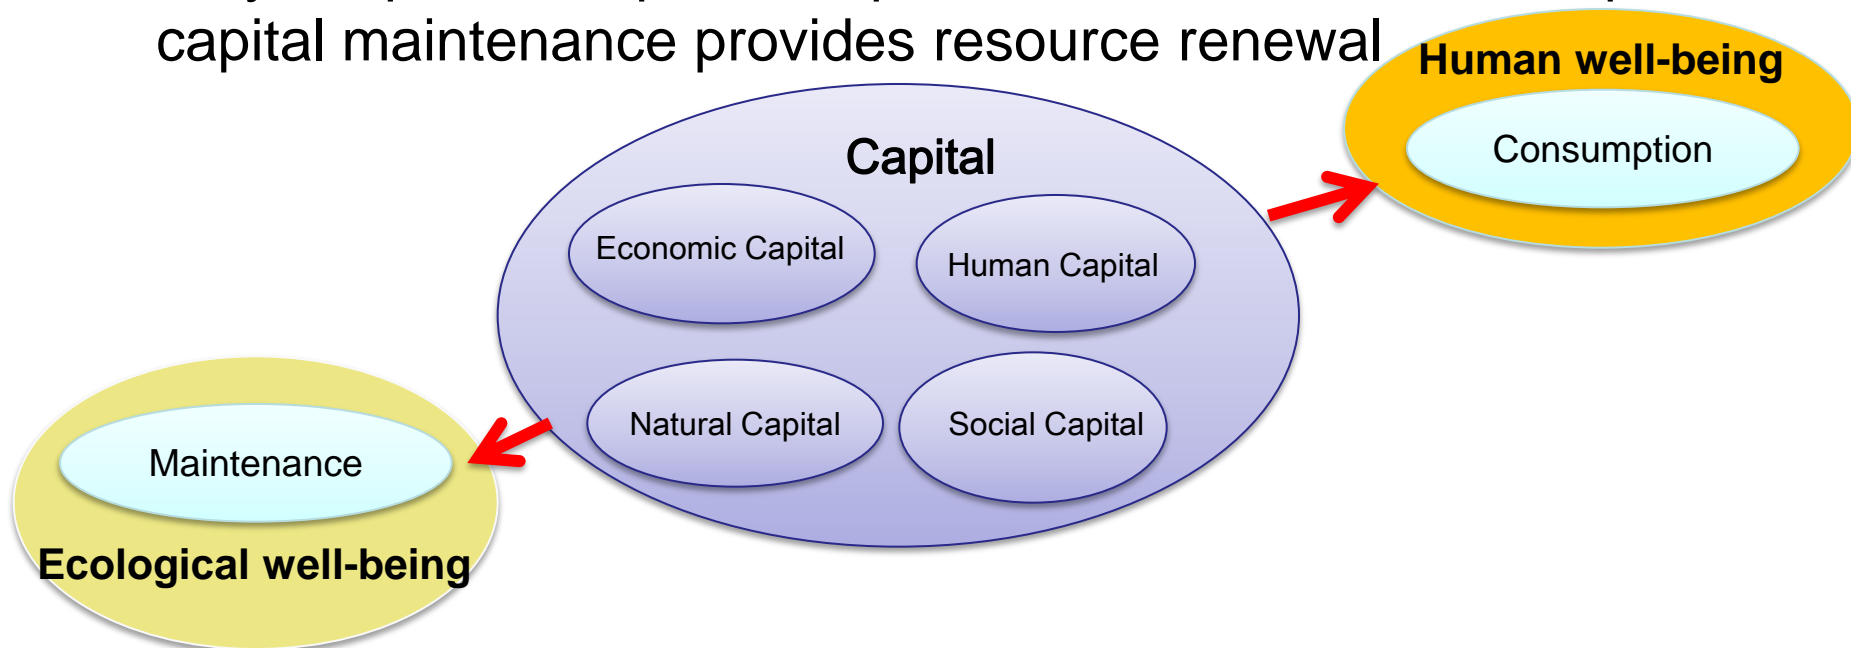 capital maintenance provides resource renewal
Human well-being
Consumption
Capital
Economic Capital
Human Capital
Natural Capital
Social Capital
Maintenance
Ecological well-being